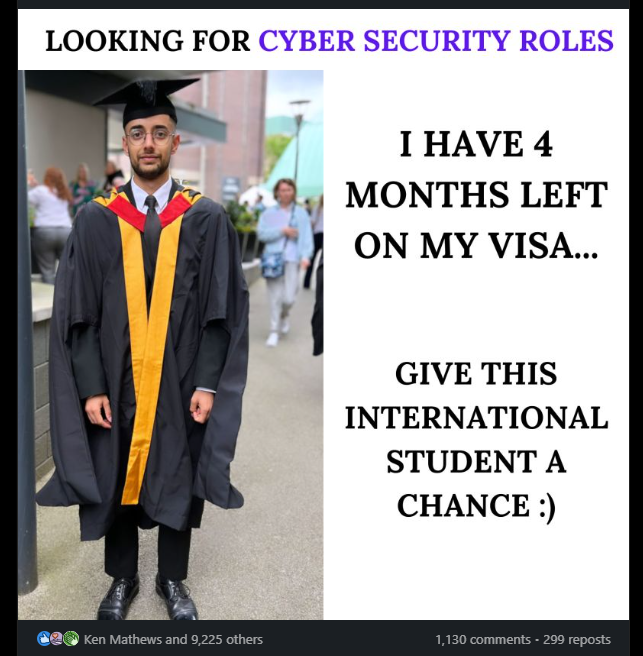 LOOKING FOR CYBER SECURITY ROLES
I HAVE 4
MONTHS LEFT
ON MY VISA...
GIVE THIS
INTERNATIONAL
STUDENT A
CHANCE :)
Ken Mathews and 9,225 others
1,130 comments · 299 reposts